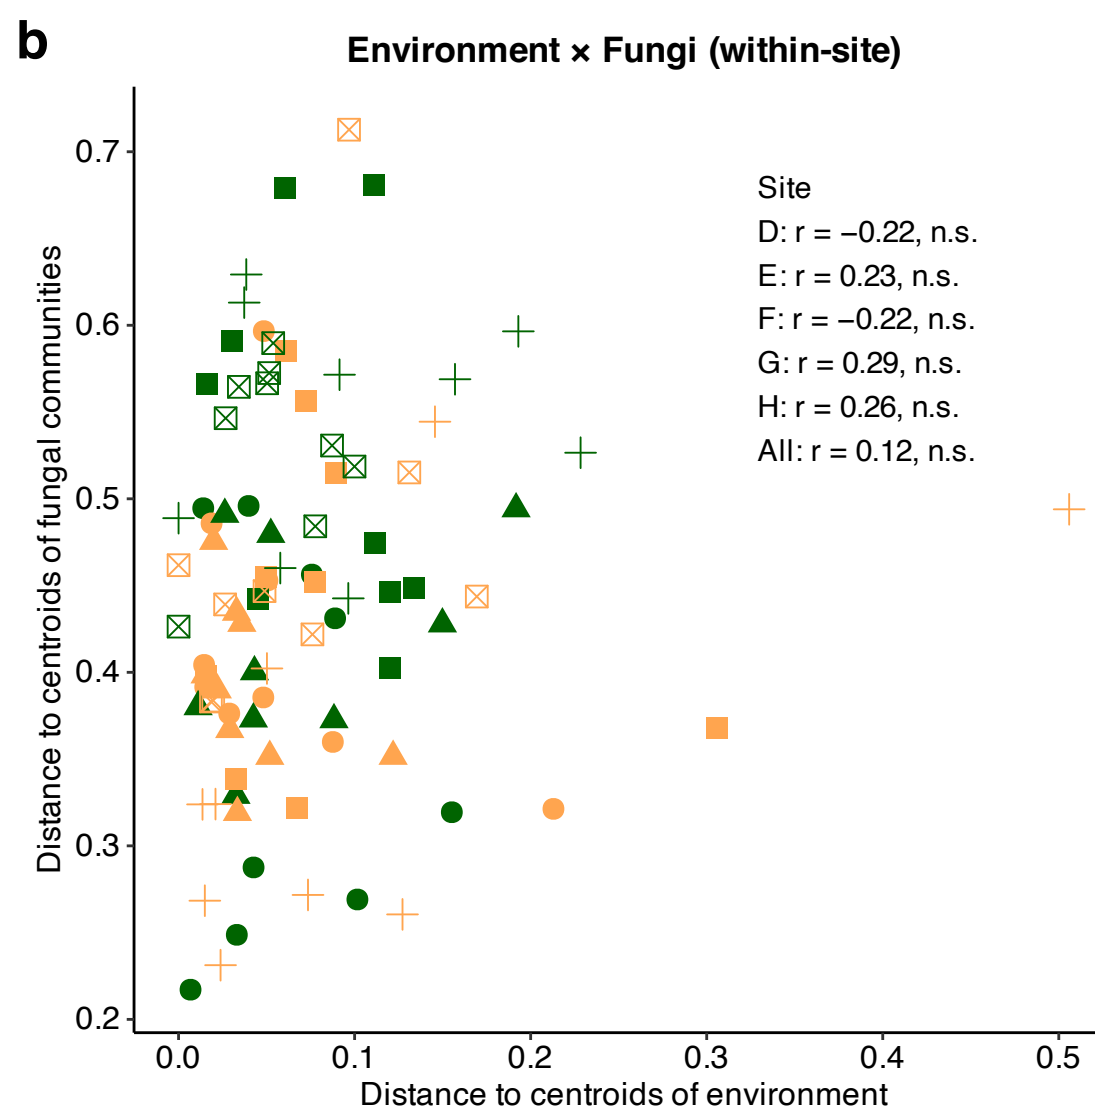 b
Environment × Fungi (within-site)
Distance to centroids of fungal communities
0.7
0.6
0.5
0.4
0.3
0.2
Site
D: r = −0.22, n.s.
E: r = 0.23, n.s.
F: r = −0.22, n.s.
G: r = 0.29, n.s.
H: r = 0.26, n.s.
All: r = 0.12, n.s.
0.0 0.1 0.2 0.3 0.4 0.5
Distance to centroids of environment